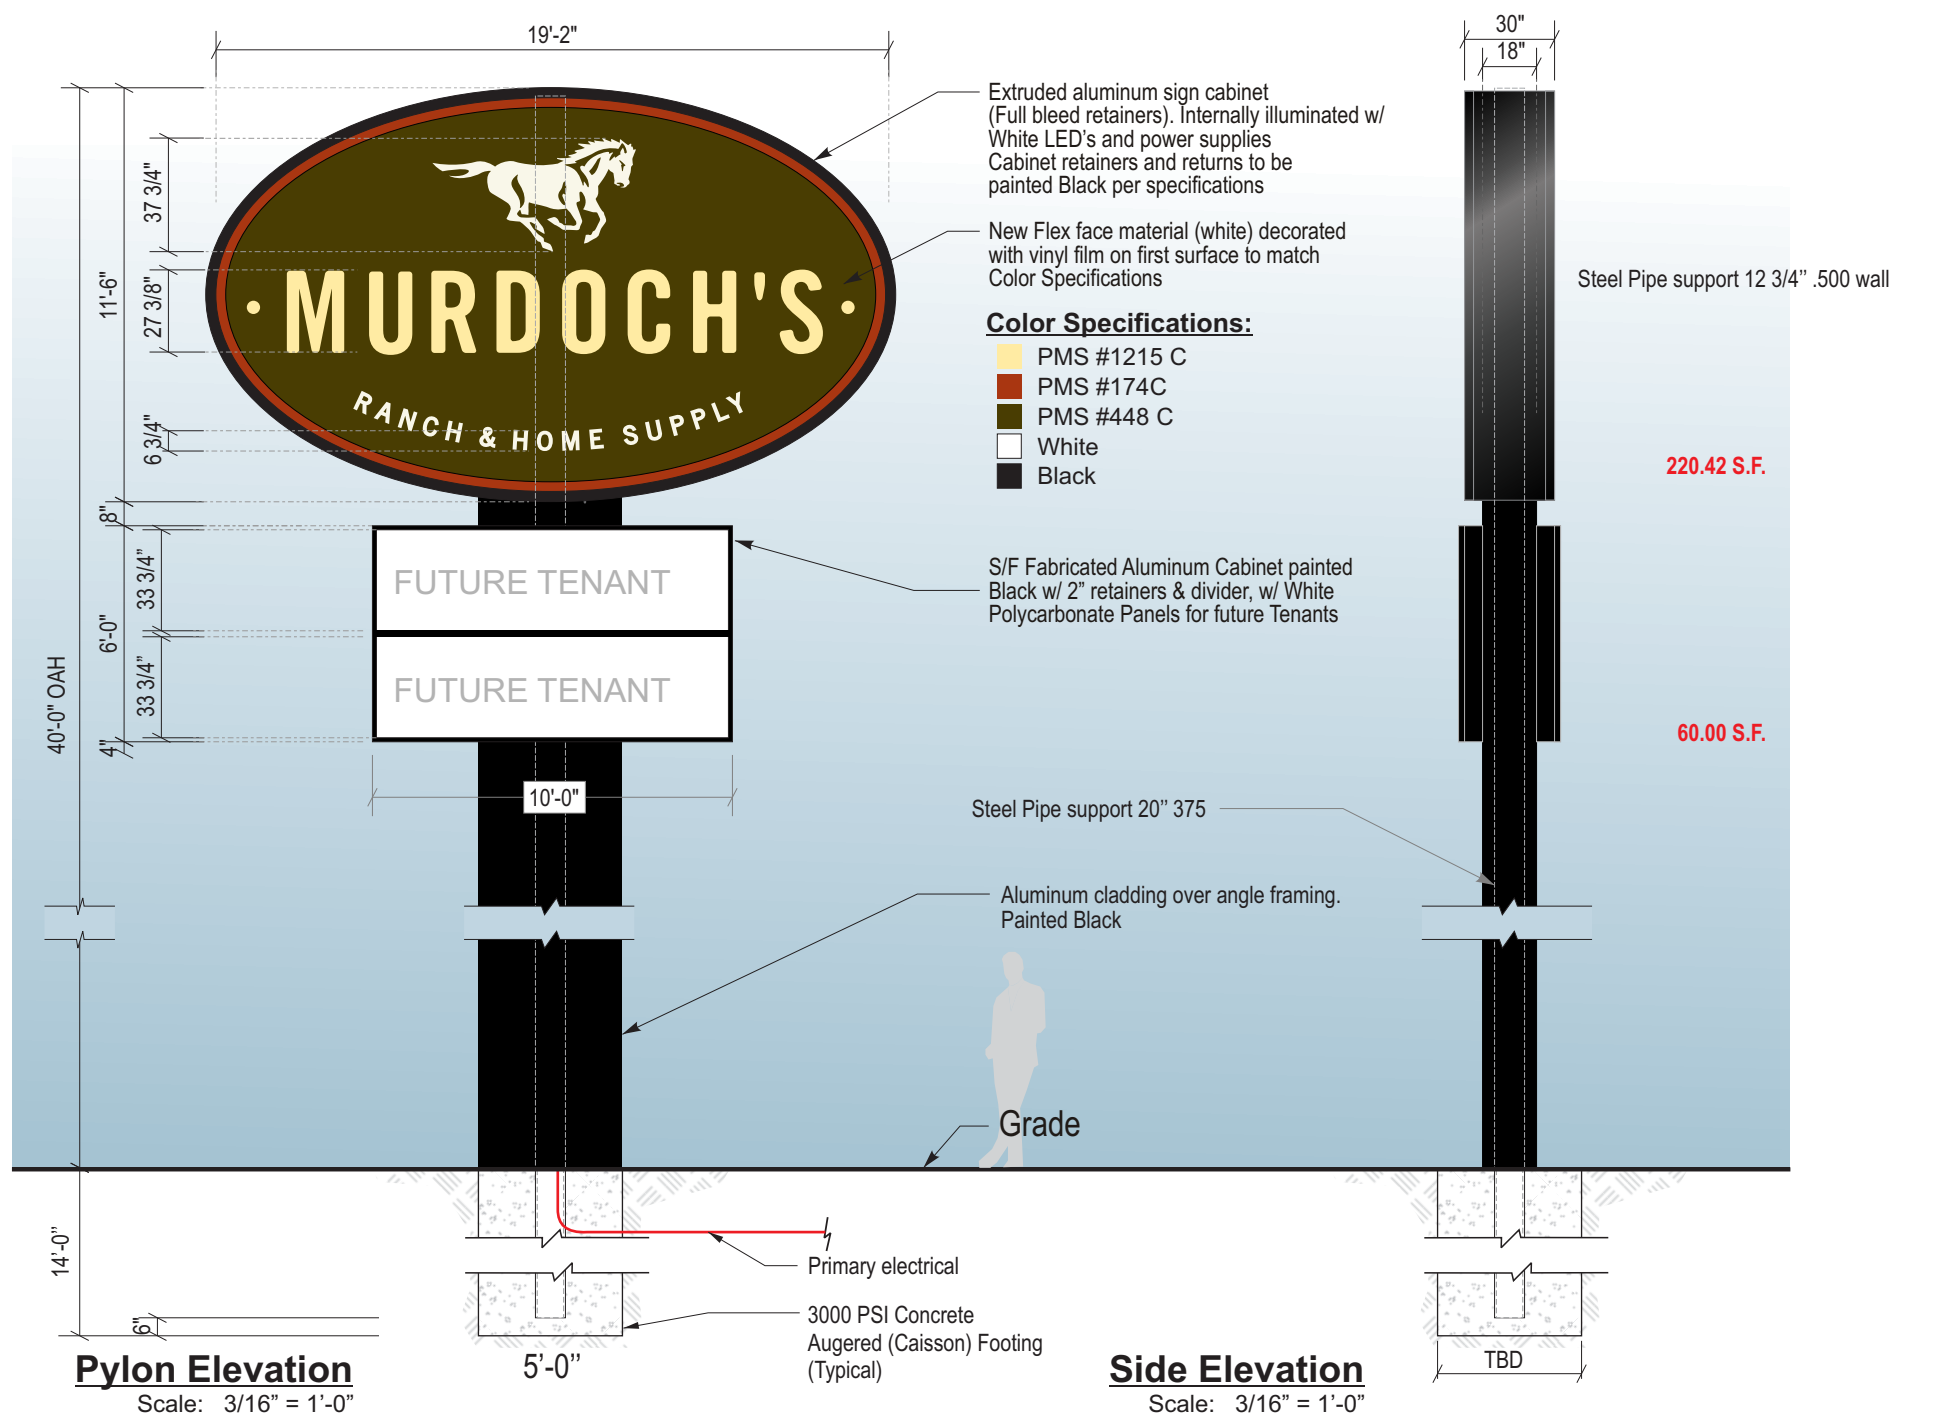 19'-2"
30"
18"
Extruded aluminum sign cabinet
(Full bleed retainers). Internally illuminated w/
White LED's and power supplies
Cabinet retainers and returns to be
painted Black per specifications
37 3/4"
New Flex face material (white) decorated
with vinyl film on first surface to match
Color Specifications
11'-6"
27 3/8"
· MURDOCH'S ·
Steel Pipe support 12 3/4" .500 wall
Color Specifications:
PMS #1215 C
PMS #174C
PMS #448 C
White
Black
RANCH & HOME SUPPLY
6 3/4"
220.42 S.F.
8"
33 3/4"
FUTURE TENANT
S/F Fabricated Aluminum Cabinet painted
Black w/ 2" retainers & divider, w/ White
Polycarbonate Panels for future Tenants
6'-0"
40'-0" OAH
33 3/4"
FUTURE TENANT
4"
60.00 S.F.
10'-0"
Steel Pipe support 20" 375
Aluminum cladding over angle framing.
Painted Black
Grade
14'-0"
Primary electrical
6"
3000 PSI Concrete
Augered (Caisson) Footing
(Typical)
5'-0"
TBD
Pylon Elevation
Scale: 3/16" = 1'-0"
Side Elevation
Scale: 3/16" = 1'-0"